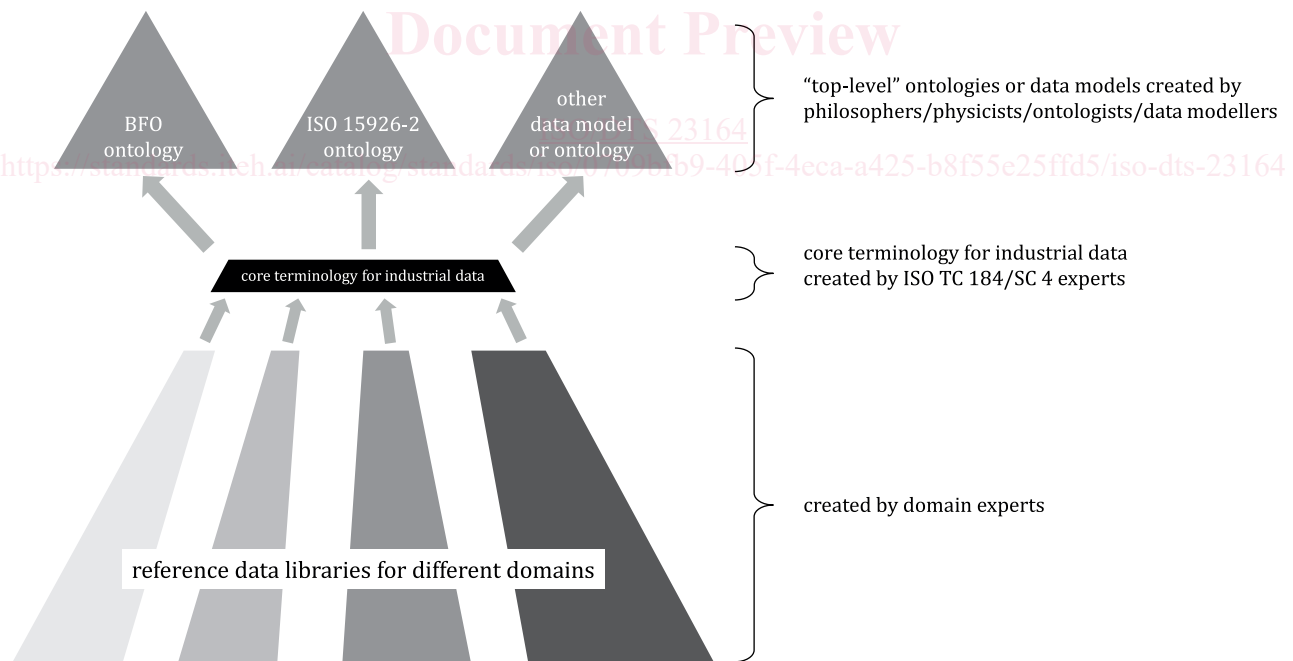 Document Preview
“top-level” ontologies or data models created by
philosophers/physicists/ontologists/data modellers
BFO
ontology
ISO 15926-2
ontology
other
data model
or ontology
ISO/DTS 23164
https://standards.iteh.ai/catalog/standards/iso/0709bfb9-405f-4eca-a425-b8f55e25ffd5/iso-dts-23164
core terminology for industrial data
core terminology for industrial data
created by ISO TC 184/SC 4 experts
created by domain experts
reference data libraries for different domains